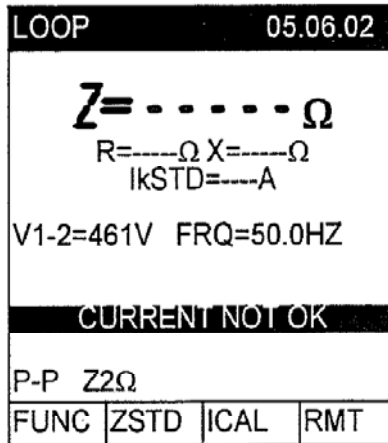 LOOP 05.06.02
Z= - - - - - Ω
R=-----Ω X=-----Ω
IkSTD=----A
V1-2=461V FRQ=50.0HZ
CURRENT NOT OK
P-P Z2Ω
FUNC ZSTD ICAL RMT